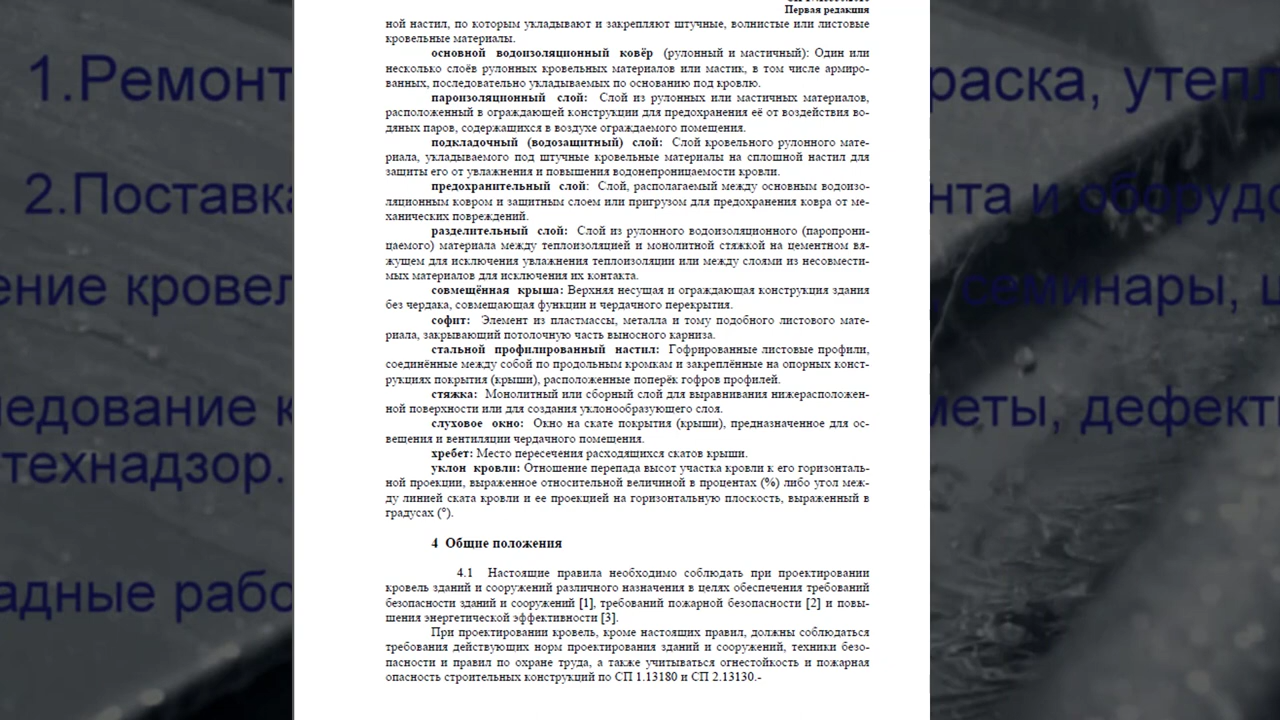 Первая редакция
ной настил, по которым укладывают и закрепляют штучные, волнистые или листовые
кровельные материалы.
основной водоизоляционный ковёр (рулонный и мастичный): Один или
несколько слоёв рулонных кровельных материалов или мастик, в том числе армиро-
ванных, последовательно укладываемых по основанию под кровлю.
пароизоляционный слой: Слой из рулонных или мастичных материалов,
расположенный в ограждающей конструкции для предохранения её от воздействия во-
дяных паров, содержащихся в воздухе ограждаемого помещения.
подкладочный (водозащитный) слой: Слой кровельного рулонного мате-
риала, укладываемого под штучные кровельные материалы на сплошной настил для
защиты его от увлажнения и повышения водонепроницаемости кровли.
предохранительный слой: Слой, располагаемый между основным водоизо-
ляционным ковром и защитным слоем или пригрузом для предохранения ковра от ме-
ханических повреждений.
разделительный слой: Слой из рулонного водоизоляционного (паропрони-
цаемого) материала между теплоизоляцией и монолитной стяжкой на цементном вя-
жущем для исключения увлажнения теплоизоляции или между слоями из несовмести-
мых материалов для исключения их контакта.
совмещённая крыша: Верхняя несущая и ограждающая конструкция здания
без чердака, совмещающая функции и чердачного перекрытия.
софит: Элемент из пластмассы, металла и тому подобного листового мате-
риала, закрывающий потолочную часть выносного карниза.
стальной профилированный настил: Гофрированные листовые профили,
соединённые между собой по продольным кромкам и закреплённые на опорных конст-
рукциях покрытия (крыши), расположенные поперёк гофров профилей.
стяжка: Монолитный или сборный слой для выравнивания нижерасположен-
ной поверхности или для создания уклонообразующего слоя.
слуховое окно: Окно на скате покрытия (крыши), предназначенное для ос-
вещения и вентиляции чердачного помещения.
хребет: Место пересечения расходящихся скатов крыши.
уклон кровли: Отношение перепада высот участка кровли к его горизонталь-
ной проекции, выраженное относительной величиной в процентах (%) либо угол меж-
ду линией ската кровли и ее проекцией на горизонтальную плоскость, выраженный в
градусах (°).
4 Общие положения
4.1 Настоящие правила необходимо соблюдать при проектировании
кровель зданий и сооружений различного назначения в целях обеспечения требований
безопасности зданий и сооружений [1], требований пожарной безопасности [2] и повы-
шения энергетической эффективности [3].
При проектировании кровель, кроме настоящих правил, должны соблюдаться
требования действующих норм проектирования зданий и сооружений, техники безо-
пасности и правил по охране труда, а также учитываться огнестойкость и пожарная
опасность строительных конструкций по СП 1.13180 и СП 2.13130.-
1.Ремонт раска, утепл
2.Поставка нта и оборудо
ение кровел , семинары, ц
ледование к меты, дефект
технадзор.
адные рабо